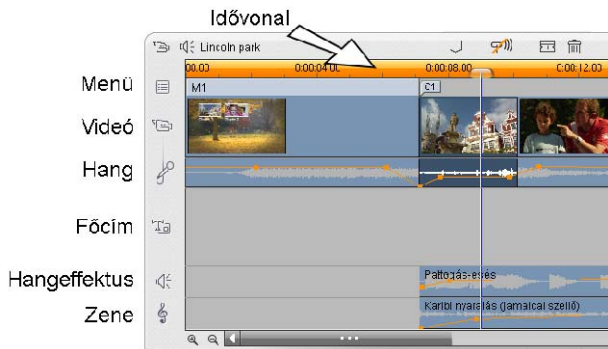 Idővonal
Lincoln park
00.00 0:00:04.00 0:00:08.00 0:00:12.00
Menü
M1 C1
Videó
Hang
Főcím
Hangeffektus
Pattogás-esés
Zene
Karibi nyaralás (Jamaicai szellő)